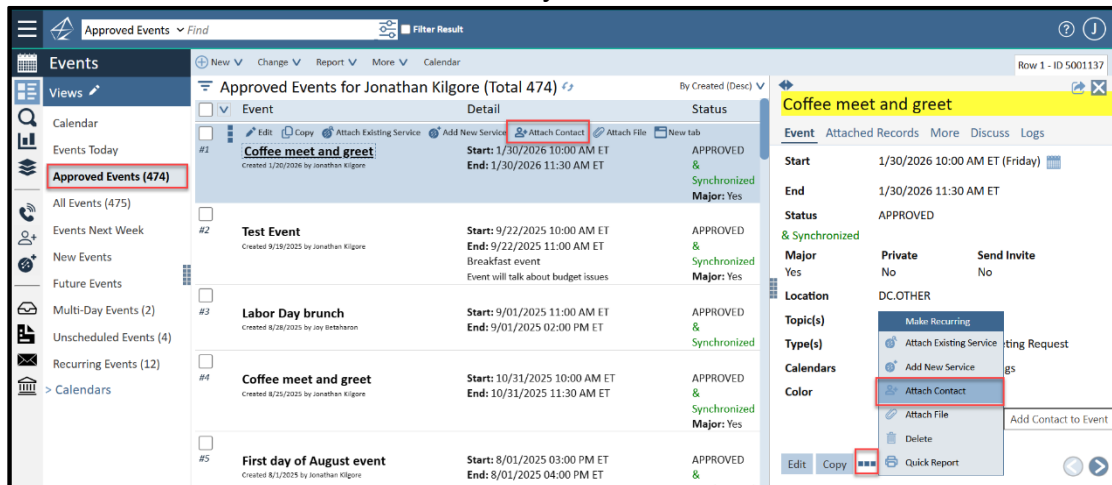 Approved Events Find Filter Result ? J
Events
New Change Report More Calendar
Row 1 - ID 5001137
Views
Approved Events for Jonathan Kilgore (Total 474)
By Created (Desc)
Event Detail Status
Calendar
Events Today
Approved Events (474)
All Events (475)
Events Next Week
New Events
Future Events
Multi-Day Events (2)
Unscheduled Events (4)
Recurring Events (12)
> Calendars
Edit Copy Attach Existing Service Add New Service Attach Contact Attach File New tab
#1 Coffee meet and greet
Created 1/20/2026 by Jonathan Kilgore
Start: 1/30/2026 10:00 AM ET
End: 1/30/2026 11:30 AM ET
APPROVED
&
Synchronized
Major: Yes
#2 Test Event
Created 9/19/2025 by Jonathan Kilgore
Start: 9/22/2025 10:00 AM ET
End: 9/22/2025 11:00 AM ET
Breakfast event
Event will talk about budget issues
APPROVED
&
Synchronized
Major: Yes
#3 Labor Day brunch
Created 8/28/2025 by Joy Betaharon
Start: 9/01/2025 11:00 AM ET
End: 9/01/2025 02:00 PM ET
APPROVED
&
Synchronized
#4 Coffee meet and greet
Created 8/25/2025 by Jonathan Kilgore
Start: 10/31/2025 10:00 AM ET
End: 10/31/2025 11:30 AM ET
APPROVED
&
Synchronized
Major: Yes
#5 First day of August event
Created 8/1/2025 by Jonathan Kilgore
Start: 8/01/2025 03:00 PM ET
End: 8/01/2025 04:00 PM ET
APPROVED
&
Coffee meet and greet
Event Attached Records More Discuss Logs
Start 1/30/2026 10:00 AM ET (Friday)
End 1/30/2026 11:30 AM ET
Status APPROVED
& Synchronized
Major Private Send Invite
Yes No No
Location DC.OTHER
Topic(s)
Type(s) ting Request
Calendars gs
Color
Make Recurring
Attach Existing Service
Add New Service
Attach Contact
Attach File
Delete
Quick Report
Add Contact to Event
Edit Copy